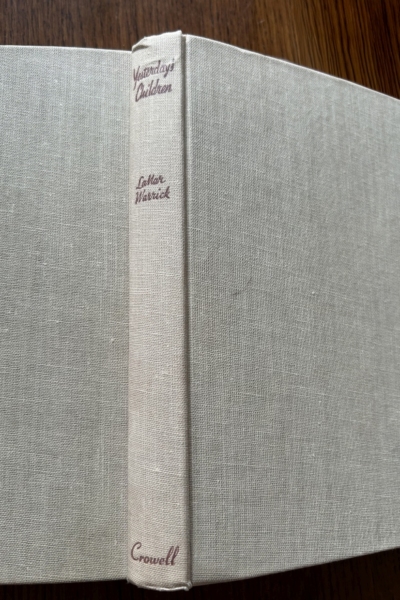 Yesterday's
Children
LaMar
Warrick
Crowell